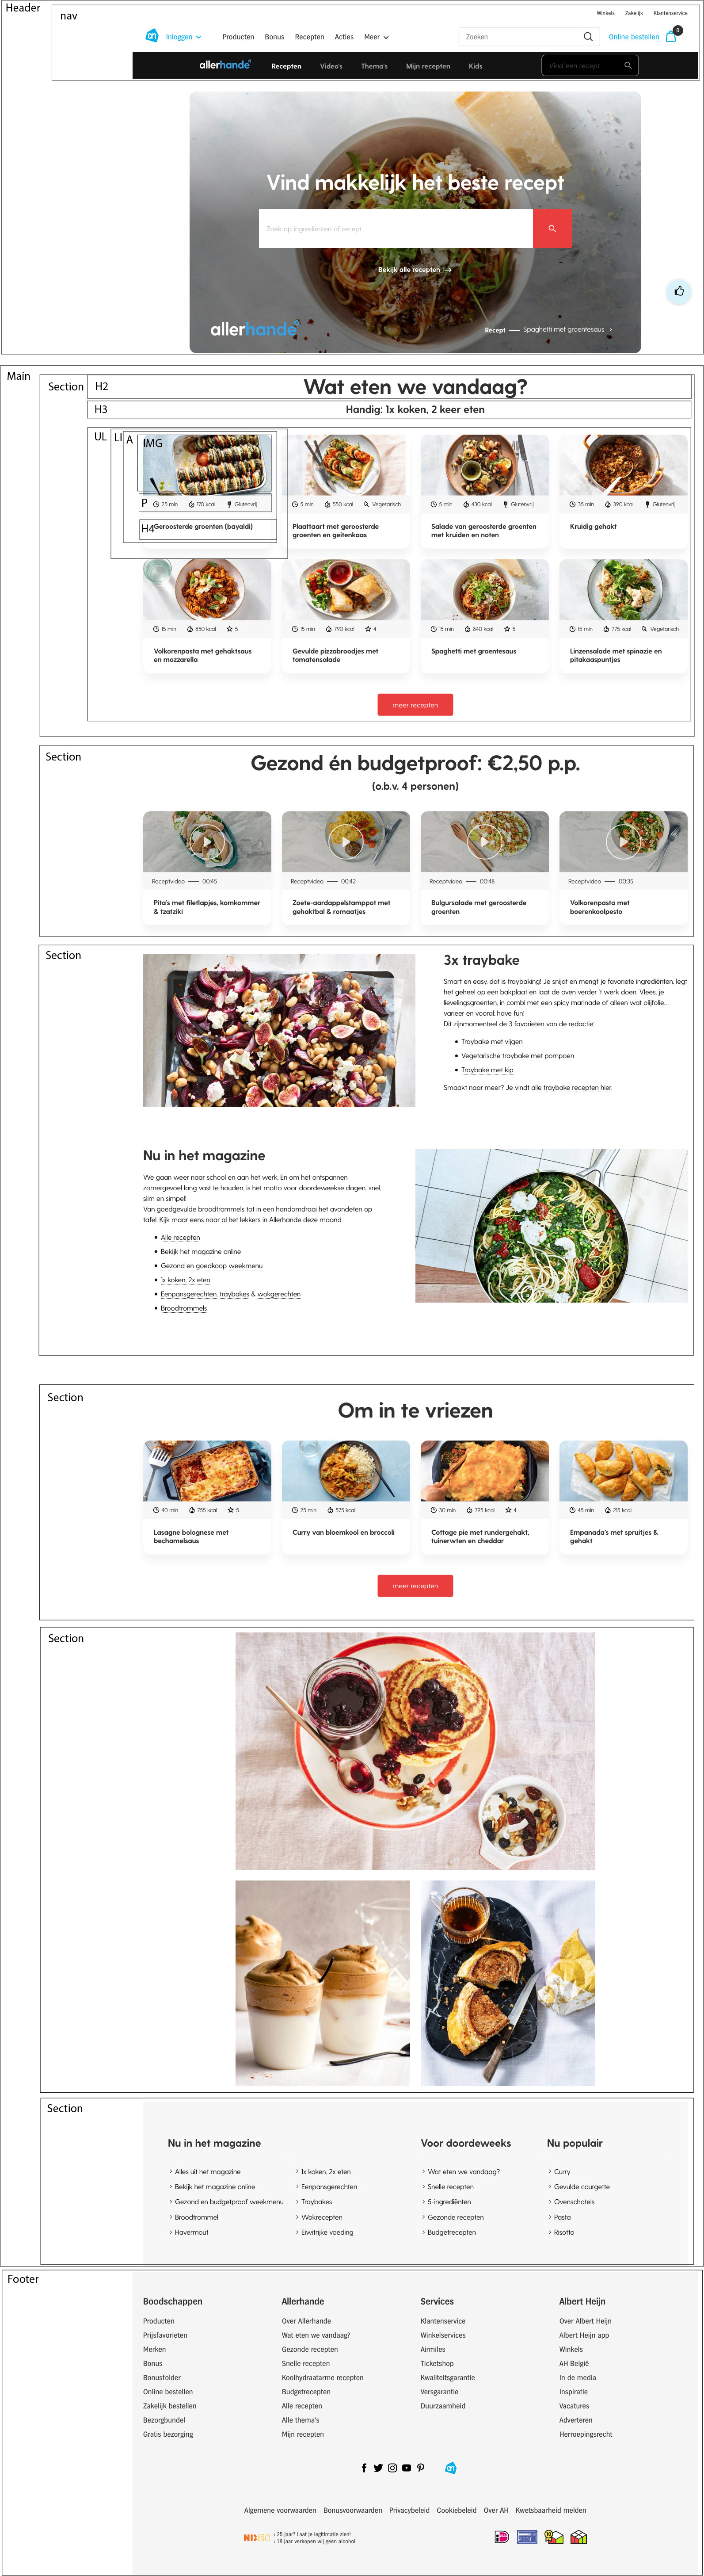 Header
nav
Winkels Zakelijk Klantenservice
Inloggen Producten Bonus Recepten Acties Meer Zoeken Online bestellen 0
allerhande Recepten Video's Thema's Mijn recepten Kids Vind een recept
Vind makkelijk het beste recept
Zoek op ingrediënten of recept
Bekijk alle recepten
allerhande
Recept Spaghetti met groentesaus
Main
Section
H2
Wat eten we vandaag?
H3
Handig: 1x koken, 2 keer eten
UL LI A IMG
P
25 min 170 kcal Glutenvrij
5 min 550 kcal Vegetarisch
5 min 430 kcal Glutenvrij
35 min 390 kcal Glutenvrij
H4
Geroosterde groenten (bayaldi)
Plaattaart met geroosterde
groenten en geitenkaas
Salade van geroosterde groenten
met kruiden en noten
Kruidig gehakt
15 min 850 kcal 5
15 min 790 kcal 4
15 min 840 kcal 5
15 min 775 kcal Vegetarisch
Volkorenpasta met gehaktsaus
en mozzarella
Gevulde pizzabroodjes met
tomatensalade
Spaghetti met groentesaus
Linzensalade met spinazie en
pitakaaspuntjes
meer recepten
Section
Gezond én budgetproof: €2,50 p.p.
(o.b.v. 4 personen)
Receptvideo 00:45
Receptvideo 00:42
Receptvideo 00:48
Receptvideo 00:35
Pita's met filetlapjes, komkommer
& tzatziki
Zoete-aardappelstamppot met
gehaktbal & romaatjes
Bulgursalade met geroosterde
groenten
Volkorenpasta met
boerenkoolpesto
Section
3x traybake
Smart en easy, dat is traybaking! Je snijdt en mengt je favoriete ingrediënten, legt
het geheel op een bakplaat en laat de oven verder 't werk doen. Vlees, je
lievelingsgroenten, in combi met een spicy marinade of alleen wat olijfolie...
varieer en vooral: have fun!
Dit zijnmomenteel de 3 favorieten van de redactie:
Traybake met vijgen
Vegetarische traybake met pompoen
Traybake met kip
Smaakt naar meer? Je vindt alle traybake recepten hier.
Nu in het magazine
We gaan weer naar school en aan het werk. En om het ontspannen
zomergevoel lang vast te houden, is het motto voor doordeweekse dagen: snel,
slim en simpel!
Van goedgevulde broodtrommels tot in een handomdraai het avondeten op
tafel. Kijk maar eens naar al het lekkers in Allerhande deze maand.
Alle recepten
Bekijk het magazine online
Gezond en goedkoop weekmenu
1x koken, 2x eten
Eenpansgerechten, traybakes & wokgerechten
Broodtrommels
Section
Om in te vriezen
40 min 755 kcal 5
25 min 575 kcal
30 min 795 kcal 4
45 min 215 kcal
Lasagne bolognese met
bechamelsaus
Curry van bloemkool en broccoli
Cottage pie met rundergehakt,
tuinerwten en cheddar
Empanada's met spruitjes &
gehakt
meer recepten
Section
Section
Nu in het magazine
Alles uit het magazine
Bekijk het magazine online
Gezond en budgetproof weekmenu
Broodtrommel
Havermout
1x koken, 2x eten
Eenpansgerechten
Traybakes
Wokrecepten
Eiwitrijke voeding
Voor doordeweeks
Wat eten we vandaag?
Snelle recepten
5-ingrediënten
Gezonde recepten
Budgetrecepten
Nu populair
Curry
Gevulde courgette
Ovenschotels
Pasta
Risotto
Footer
Boodschappen
Producten
Prijsfavorieten
Merken
Bonus
Bonusfolder
Online bestellen
Zakelijk bestellen
Bezorgbundel
Gratis bezorging
Allerhande
Over Allerhande
Wat eten we vandaag?
Gezonde recepten
Snelle recepten
Koolhydraatarme recepten
Budgetrecepten
Alle recepten
Alle thema's
Mijn recepten
Services
Klantenservice
Winkelservices
Airmiles
Ticketshop
Kwaliteitsgarantie
Versgarantie
Duurzaamheid
Albert Heijn
Over Albert Heijn
Albert Heijn app
Winkels
AH België
In de media
Inspiratie
Vacatures
Adverteren
Herroepingsrecht
Algemene voorwaarden Bonusvoorwaarden Privacybeleid Cookiebeleid Over AH Kwetsbaarheid melden
NIX18
‹ 25 jaar? Laat je legitimatie zien!
‹ 18 jaar verkopen wij geen alcohol.